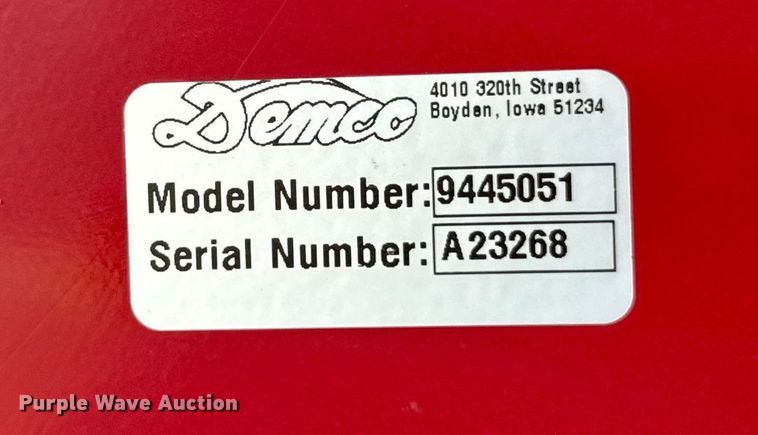 Demco
4010 320th Street
Boyden, Iowa 51234
Model Number: 9445051
Serial Number: A23268
Purple Wave Auction